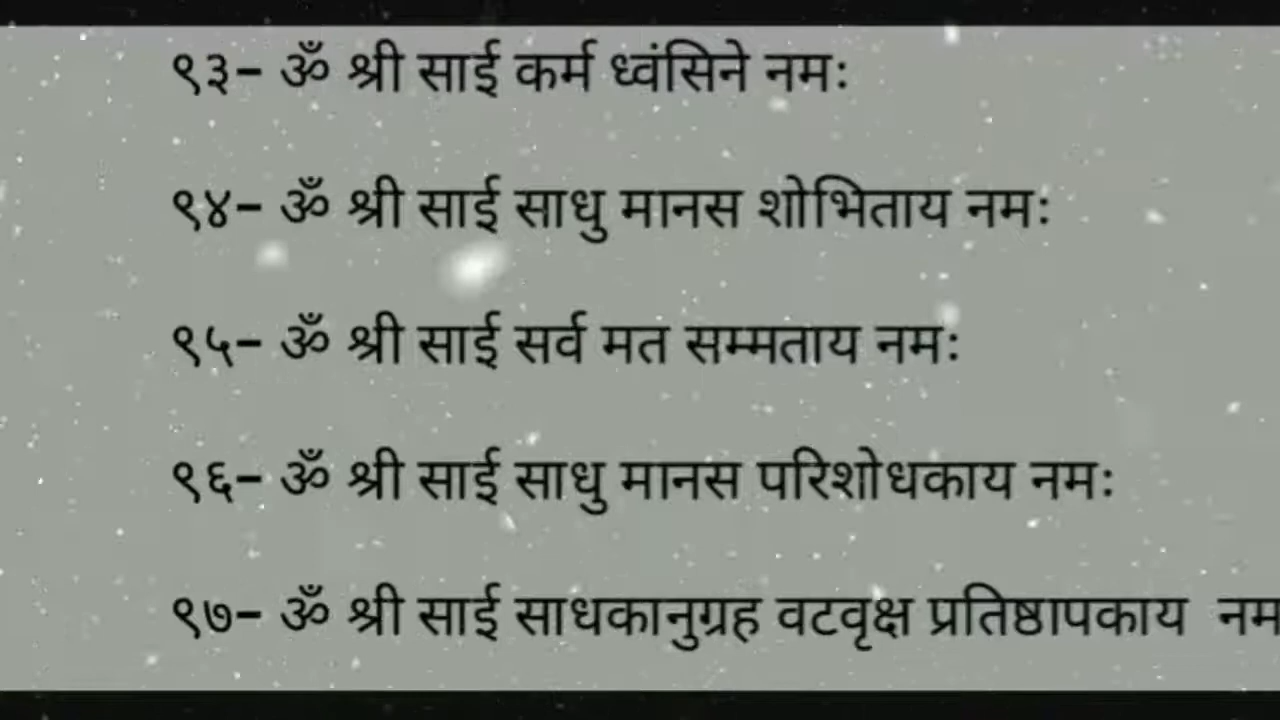 ९३- ॐ श्री साई कर्म ध्वंसिने नमः
९४- ॐ श्री साई साधु मानस शोभिताय नमः
९५- ॐ श्री साई सर्व मत सम्मताय नमः
९६- ॐ श्री साई साधु मानस परिशोधकाय नमः
९७- ॐ श्री साई साधकानुग्रह वटवृक्ष प्रतिष्ठापकाय नम